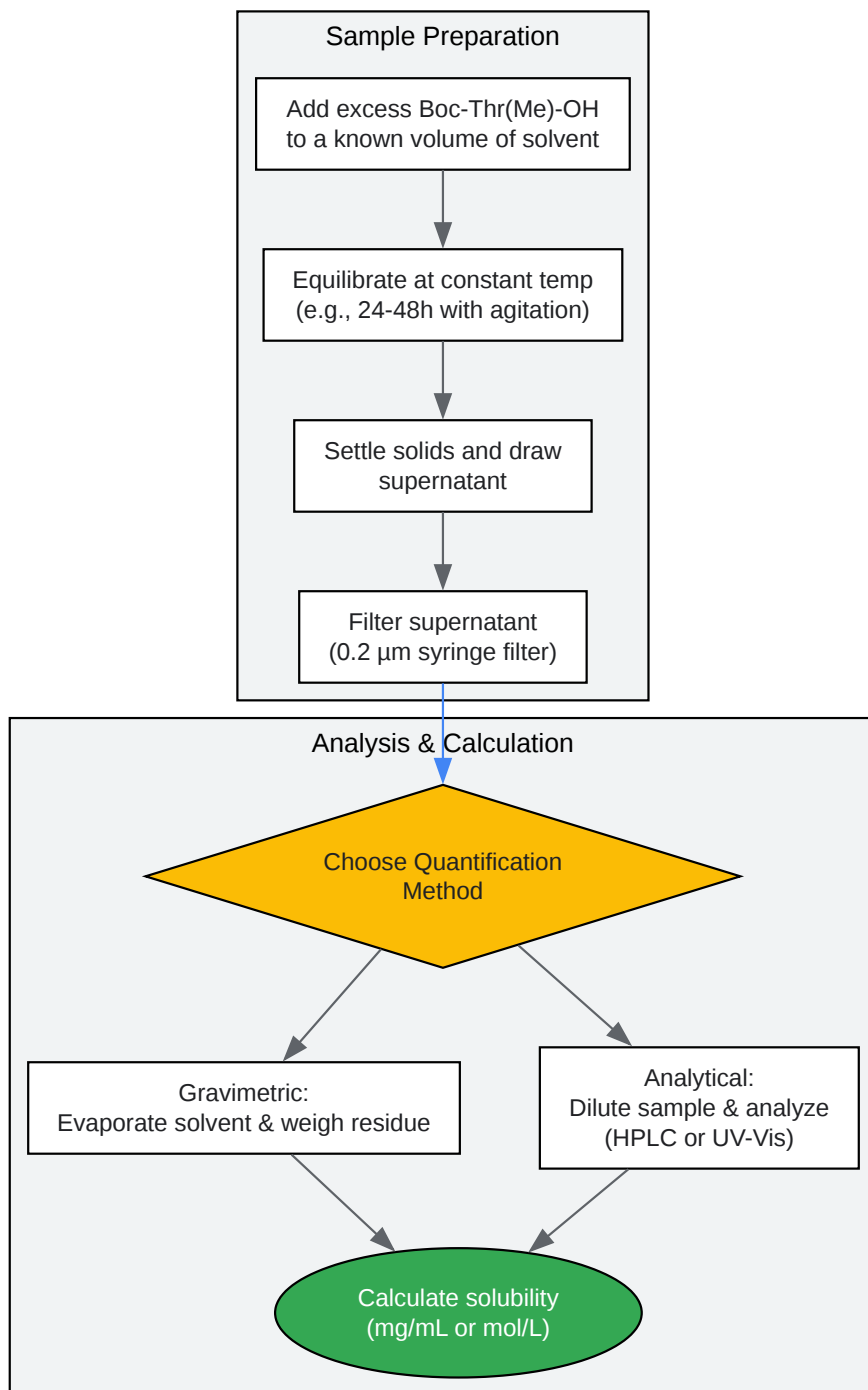 Sample Preparation
Add excess Boc-Thr(Me)-OH
to a known volume of solvent
Equilibrate at constant temp
(e.g., 24-48h with agitation)
Settle solids and draw
supernatant
Filter supernatant
(0.2 µm syringe filter)
Analysis & Calculation
Choose Quantification
Method
Gravimetric:
Evaporate solvent & weigh residue
Analytical:
Dilute sample & analyze
(HPLC or UV-Vis)
Calculate solubility
(mg/mL or mol/L)